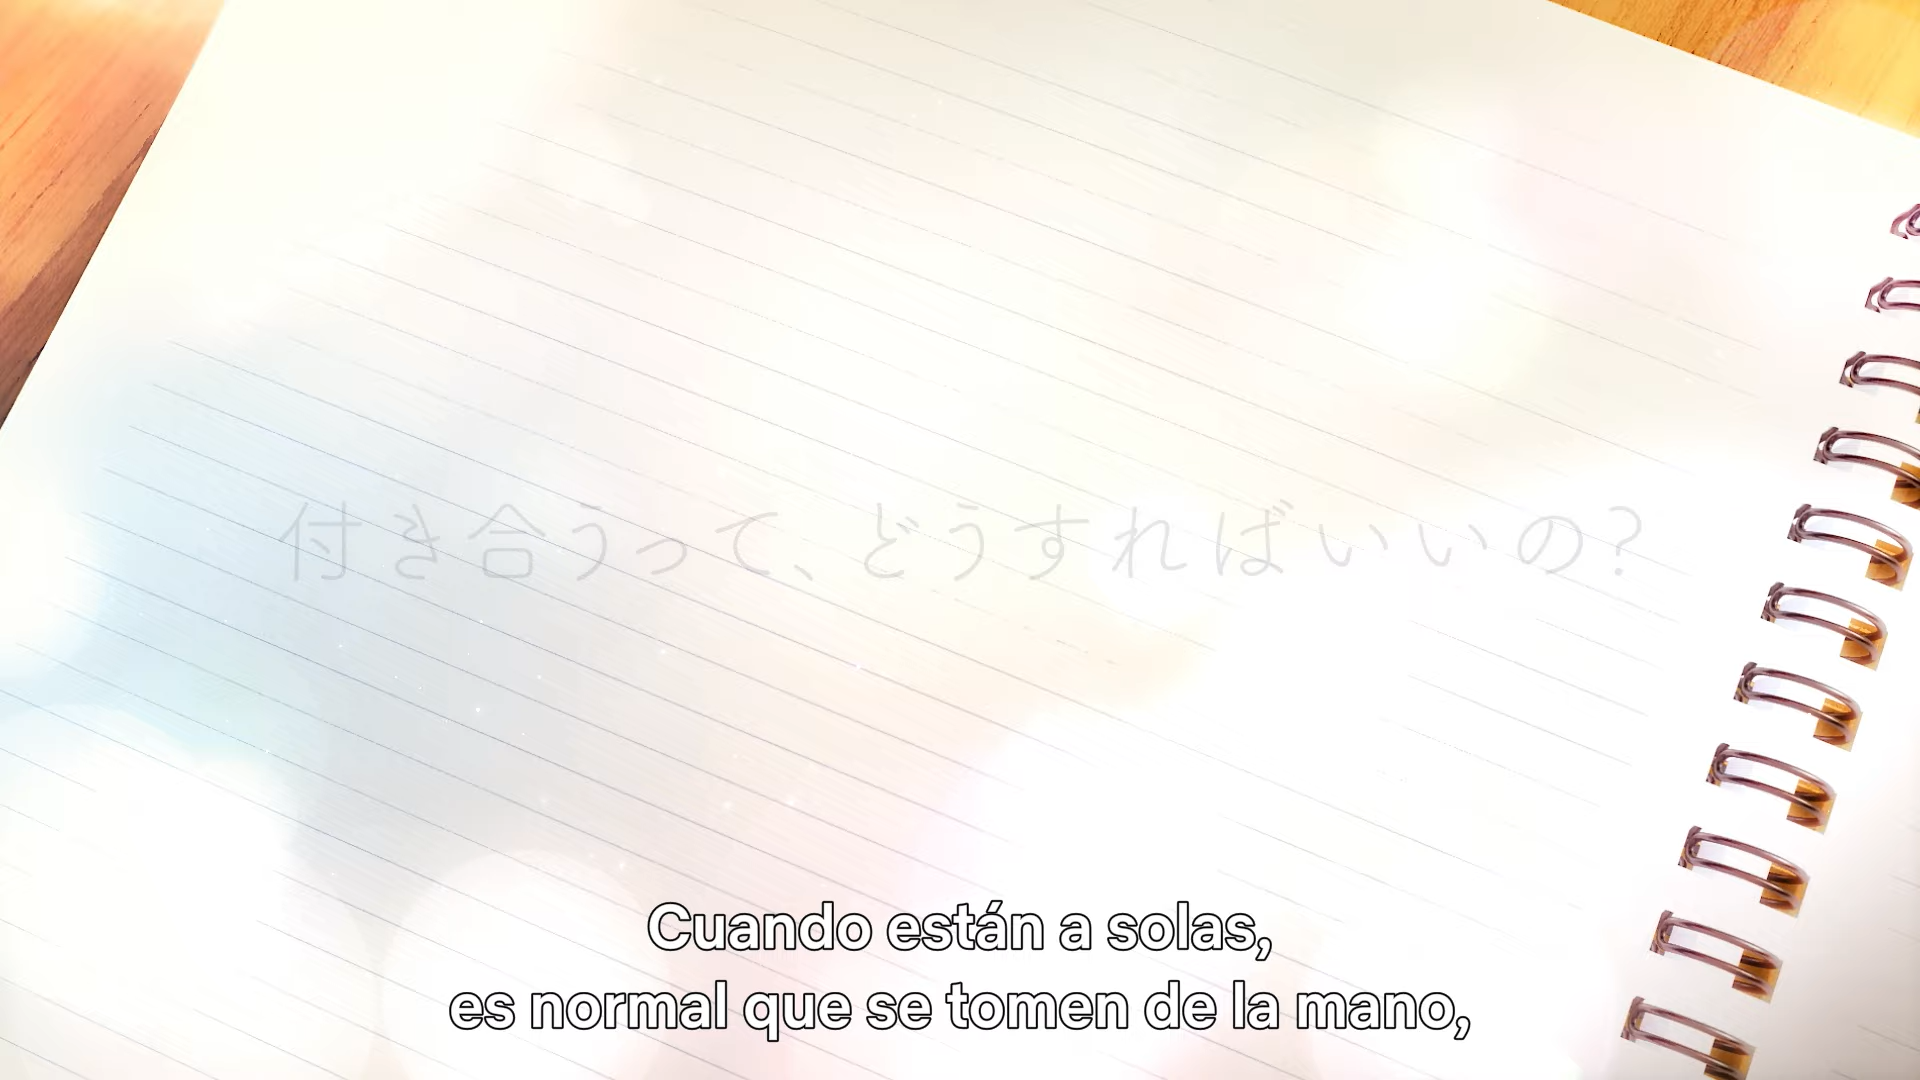 付き合うって、どうすればいいの？
Cuando están a solas,
es normal que se tomen de la mano,